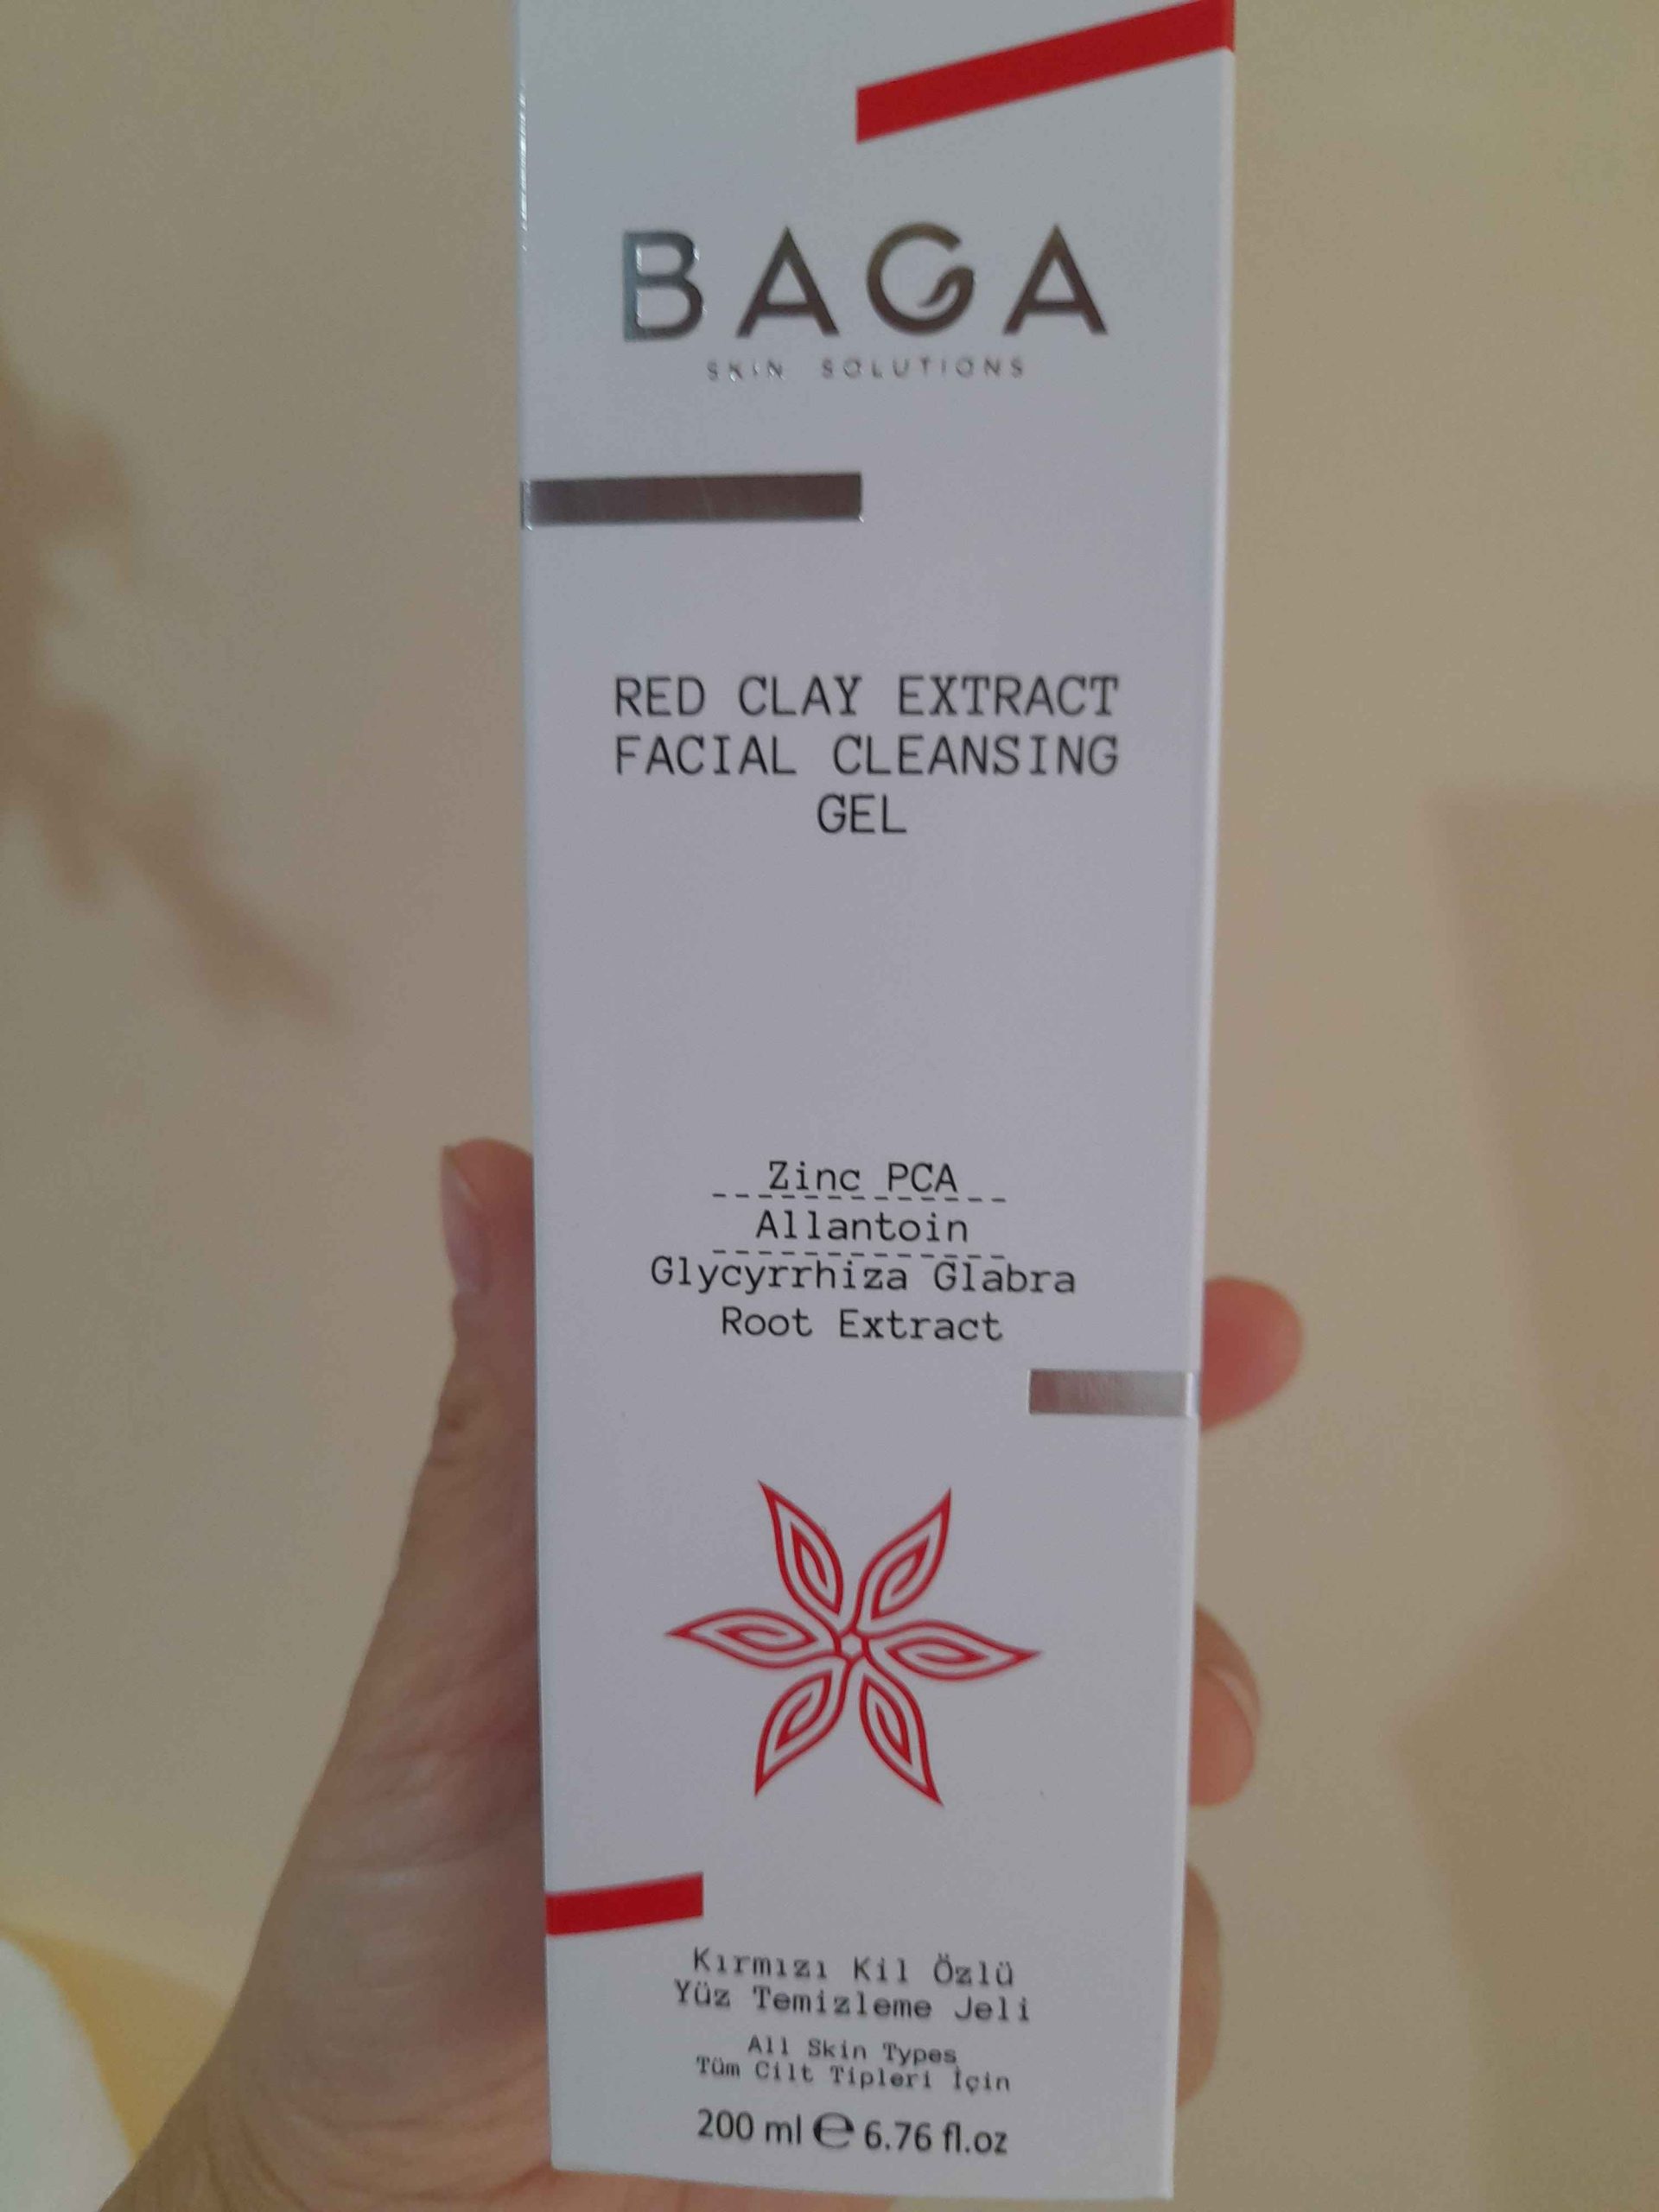 BAGA
SKIN SOLUTIONS
RED CLAY EXTRACT
FACIAL CLEANSING
GEL
Zinc PCA
Allantoin
Glycyrrhiza Glabra
Root Extract
Kırmızı Kil Özlü
Yüz Temizleme Jeli
All Skin Types
Tüm Cilt Tipleri İçin
200 ml ℮ 6.76 fl.oz